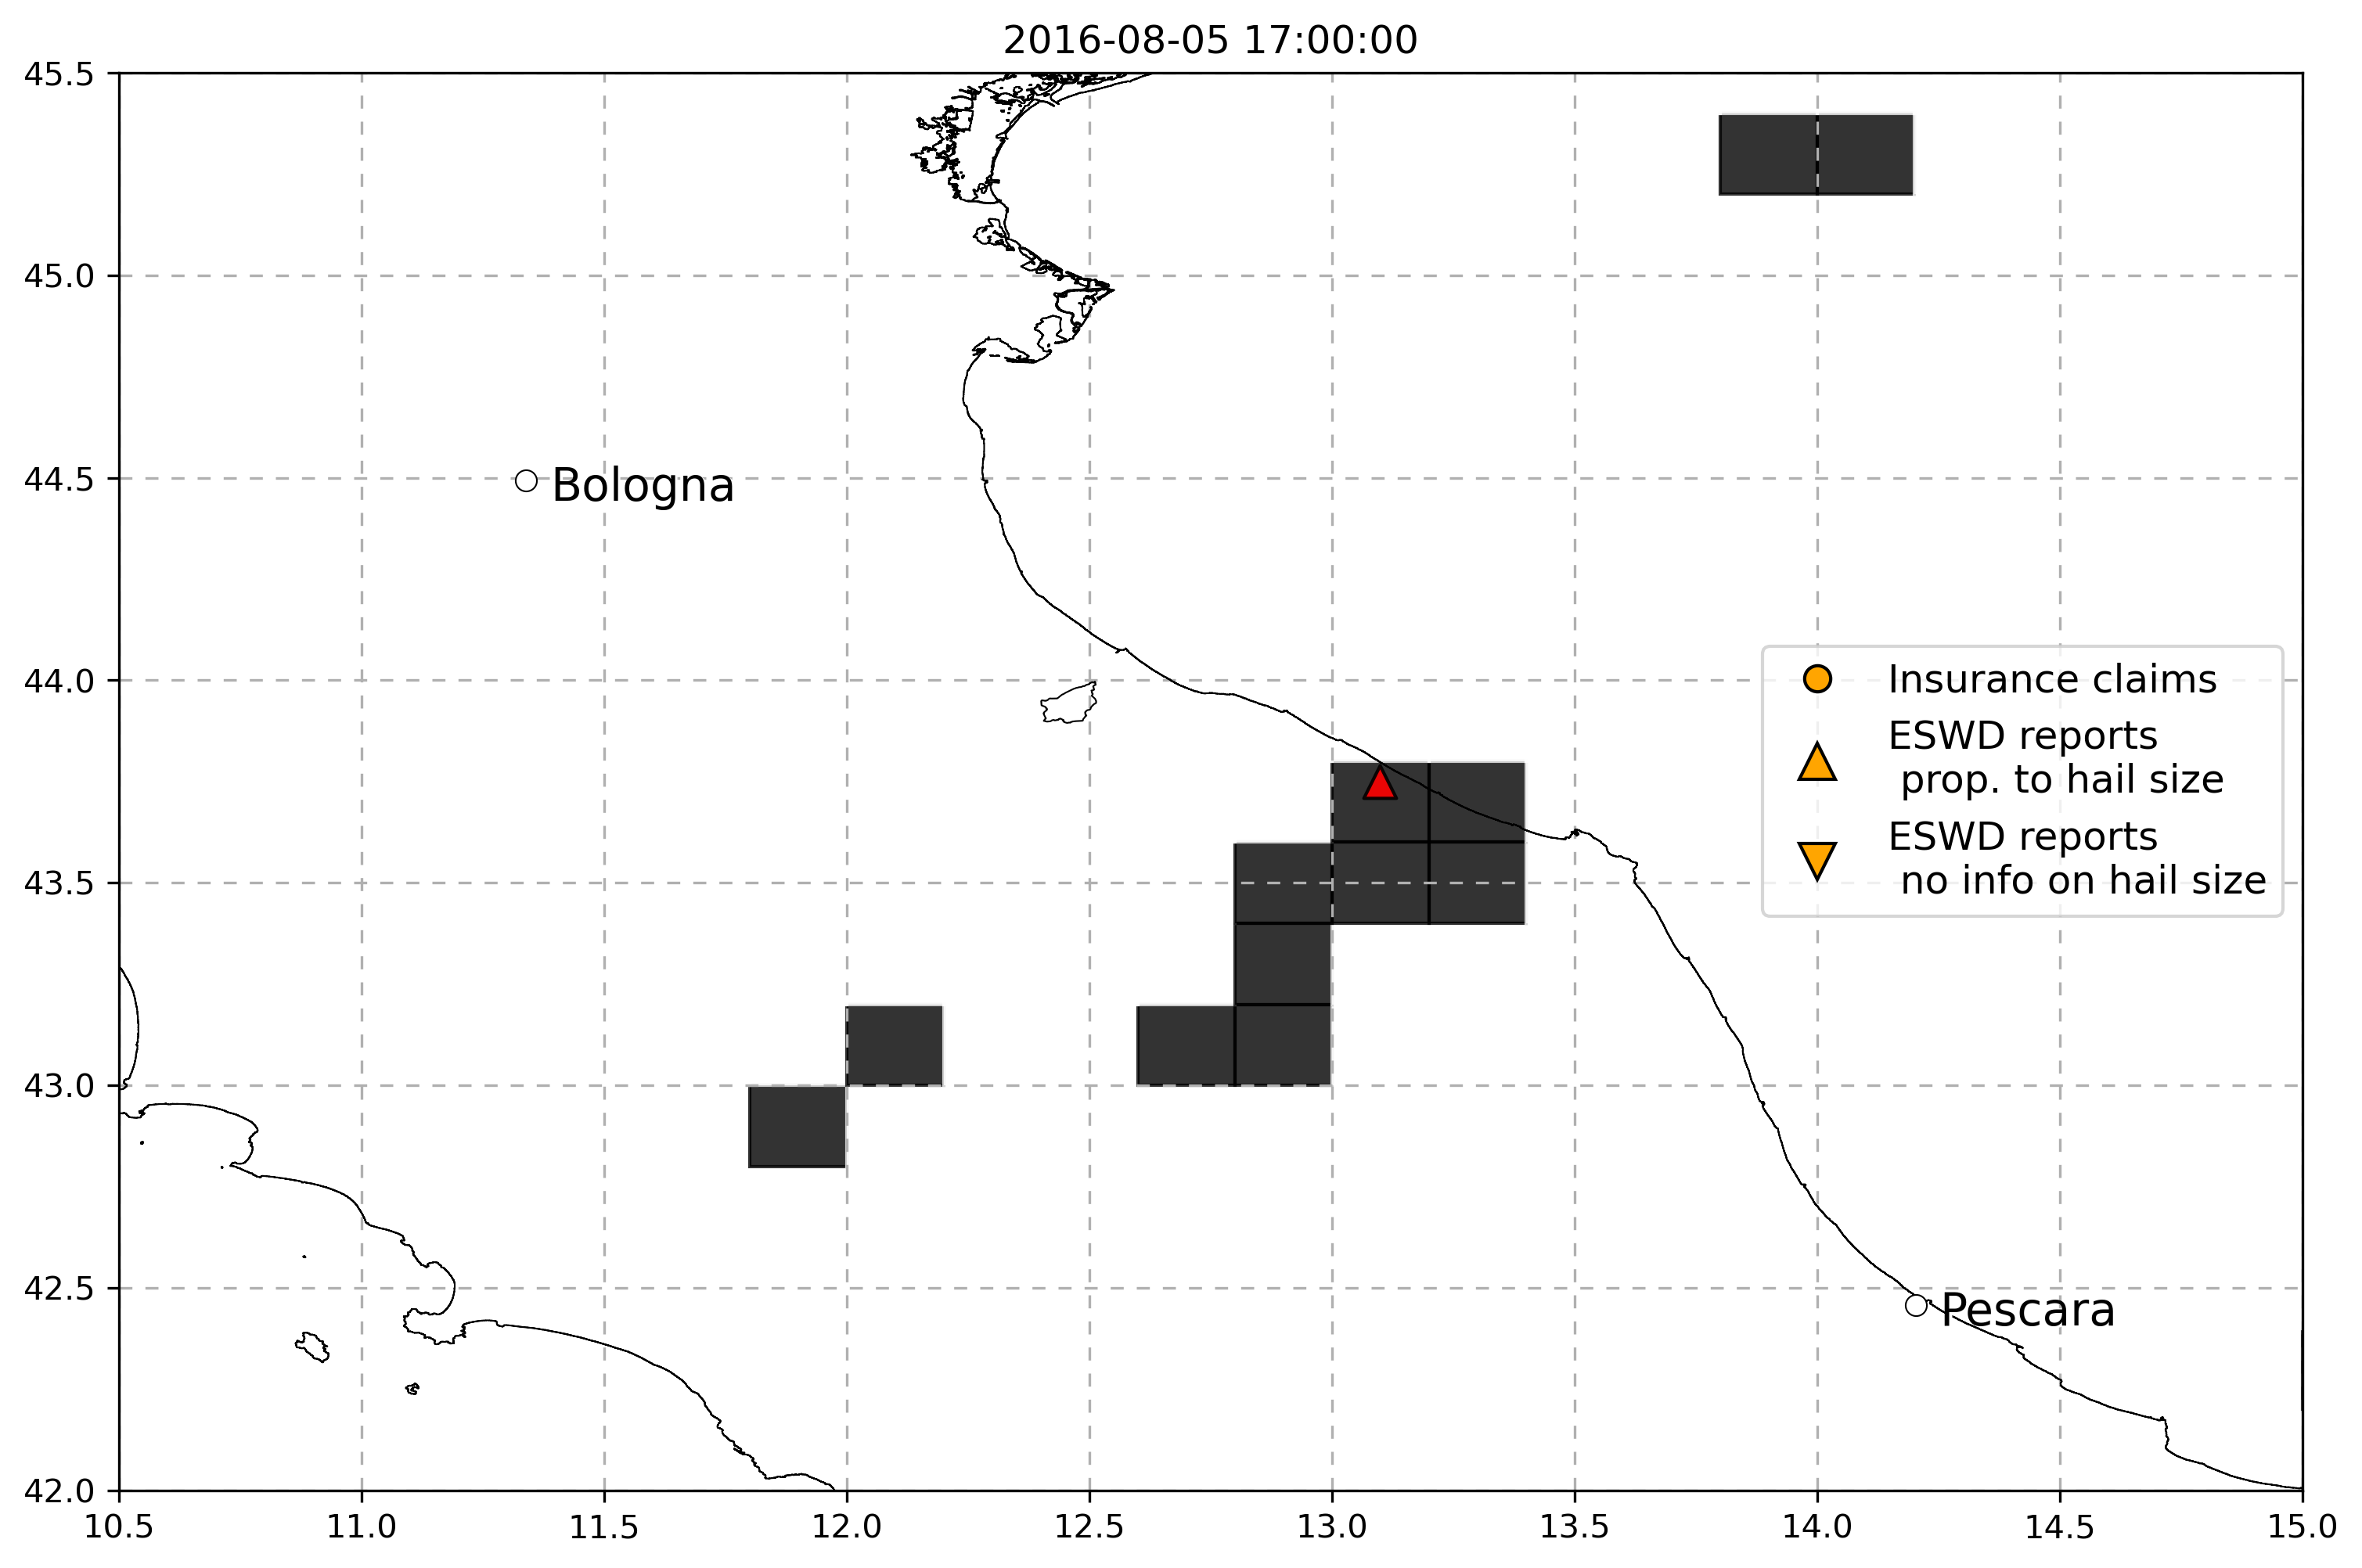 2016-08-05 17:00:00
45.5
45.0
44.5
44.0
43.5
43.0
42.5
42.0
Bologna
Insurance claims
ESWD reports
prop. to hail size
ESWD reports
no info on hail size
Pescara
10.5 11.0 11.5 12.0 12.5 13.0 13.5 14.0 14.5 15.0